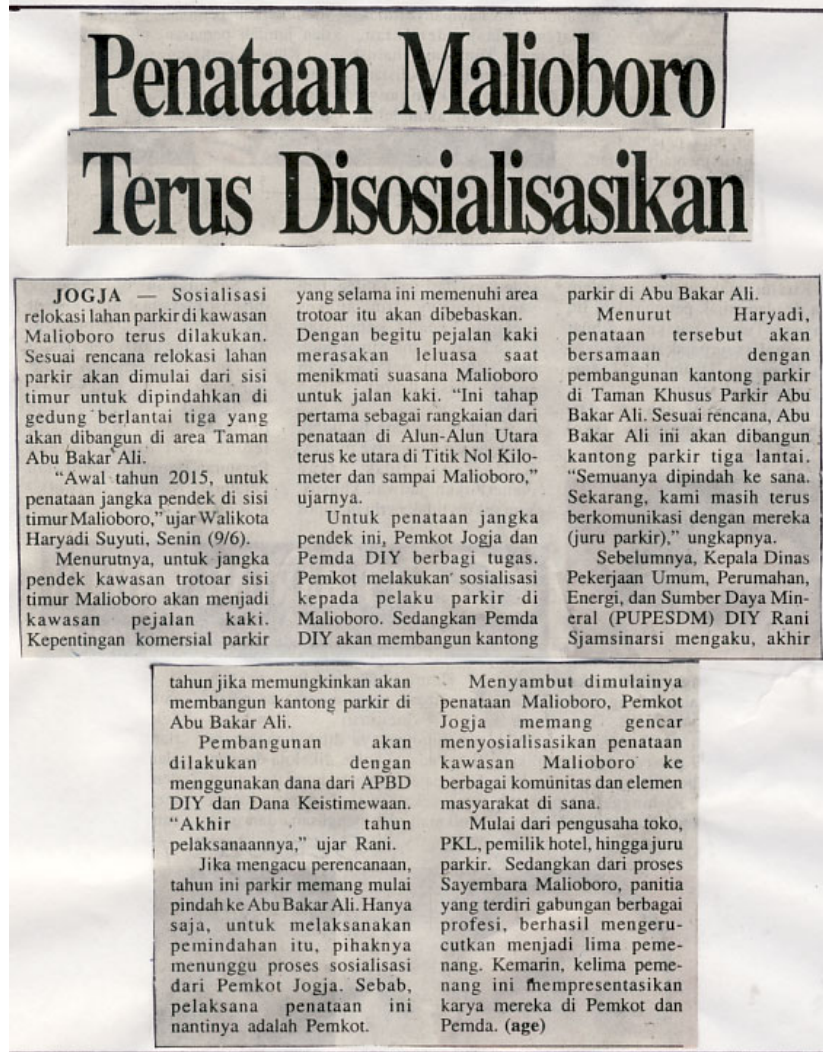 Penataan Malioboro
Terus Disosialisasikan
JOGJA — Sosialisasi
relokasi lahan parkir di kawasan
Malioboro terus dilakukan.
Sesuai rencana relokasi lahan
parkir akan dimulai dari sisi
timur untuk dipindahkan di
gedung berlantai tiga yang
akan dibangun di area Taman
Abu Bakar Ali.
“Awal tahun 2015, untuk
penataan jangka pendek di sisi
timur Malioboro,” ujar Walikota
Haryadi Suyuti, Senin (9/6).
Menurutnya, untuk jangka
pendek kawasan trotoar sisi
timur Malioboro akan menjadi
kawasan pejalan kaki.
Kepentingan komersial parkir
yang selama ini memenuhi area
trotoar itu akan dibebaskan.
Dengan begitu pejalan kaki
merasakan leluasa saat
menikmati suasana Malioboro
untuk jalan kaki. “Ini tahap
pertama sebagai rangkaian dari
penataan di Alun-Alun Utara
terus ke utara di Titik Nol Kilo-
meter dan sampai Malioboro,”
ujarnya.
Untuk penataan jangka
pendek ini, Pemkot Jogja dan
Pemda DIY berbagi tugas.
Pemkot melakukan sosialisasi
kepada pelaku parkir di
Malioboro. Sedangkan Pemda
DIY akan membangun kantong
parkir di Abu Bakar Ali.
Menurut Haryadi,
penataan tersebut akan
bersamaan dengan
pembangunan kantong parkir
di Taman Khusus Parkir Abu
Bakar Ali. Sesuai rencana, Abu
Bakar Ali ini akan dibangun
kantong parkir tiga lantai.
“Semuanya dipindah ke sana.
Sekarang, kami masih terus
berkomunikasi dengan mereka
(juru parkir),” ungkapnya.
Sebelumnya, Kepala Dinas
Pekerjaan Umum, Perumahan,
Energi, dan Sumber Daya Min-
eral (PUPESDM) DIY Rani
Sjamsinarsi mengaku, akhir
tahun jika memungkinkan akan
membangun kantong parkir di
Abu Bakar Ali.
Pembangunan akan
dilakukan dengan
menggunakan dana dari APBD
DIY dan Dana Keistimewaan.
“Akhir tahun
pelaksanaannya,” ujar Rani.
Jika mengacu perencanaan,
tahun ini parkir memang mulai
pindah ke Abu Bakar Ali. Hanya
saja, untuk melaksanakan
pemindahan itu, pihaknya
menunggu proses sosialisasi
dari Pemkot Jogja. Sebab,
pelaksana penataan ini
nantinya adalah Pemkot.
Menyambut dimulainya
penataan Malioboro, Pemkot
Jogja memang gencar
menyosialisasikan penataan
kawasan Malioboro ke
berbagai komunitas dan elemen
masyarakat di sana.
Mulai dari pengusaha toko,
PKL, pemilik hotel, hingga juru
parkir. Sedangkan dari proses
Sayembara Malioboro, panitia
yang terdiri gabungan berbagai
profesi, berhasil mengeru-
cutkan menjadi lima peme-
nang. Kemarin, kelima peme-
nang ini mempresentasikan
karya mereka di Pemkot dan
Pemda. (age)